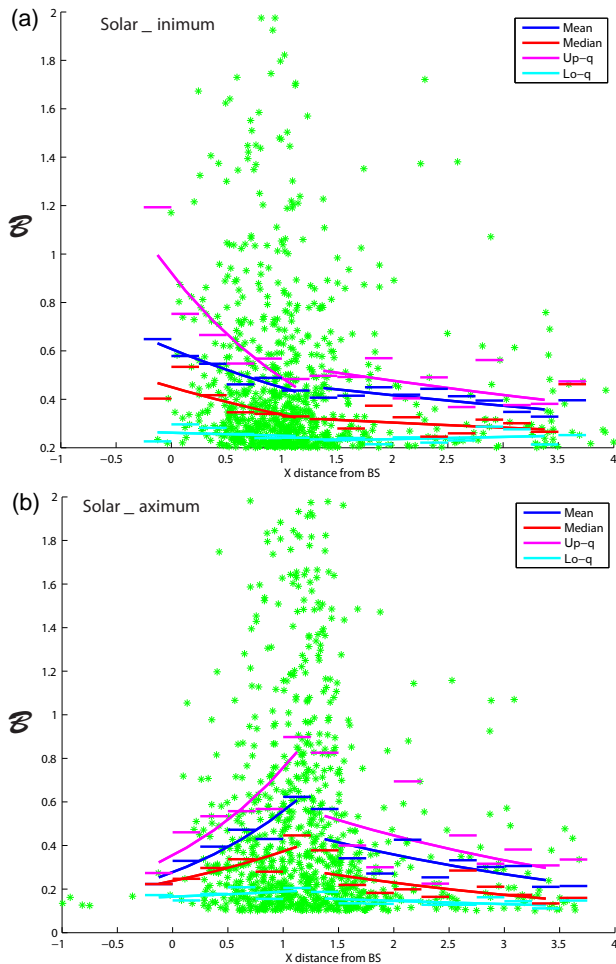 (a)
Solar _ inimum
Mean
Median
Up-q
Lo-q
2
1.8
1.6
1.4
1.2
1
0.8
0.6
0.4
0.2
ℬ
-1 -0.5 0 0.5 1 1.5 2 2.5 3 3.5 4
X distance from BS
(b)
Solar _ aximum
Mean
Median
Up-q
Lo-q
2
1.8
1.6
1.4
1.2
1
0.8
0.6
0.4
0.2
0
ℬ
-1 -0.5 0 0.5 1 1.5 2 2.5 3 3.5 4
X distance from BS